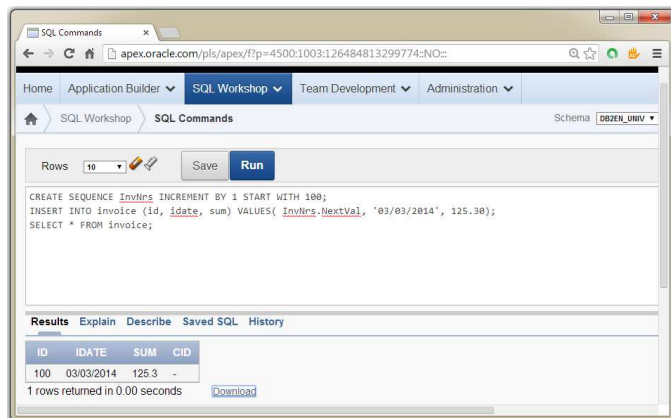 SQL Commands
apex.oracle.com/pls/apex/f?p=4500:1003:126484813299774::NO:::
Home Application Builder SQL Workshop Team Development Administration
SQL Workshop SQL Commands Schema DB2EN_UNIV
Rows 10 Save Run
CREATE SEQUENCE InvNrs INCREMENT BY 1 START WITH 100;
INSERT INTO invoice (id, idate, sum) VALUES( InvNrs.NextVal, '03/03/2014', 125.30);
SELECT * FROM invoice;
Results Explain Describe Saved SQL History
ID IDATE SUM CID
100 03/03/2014 125.3 -
1 rows returned in 0.00 seconds Download